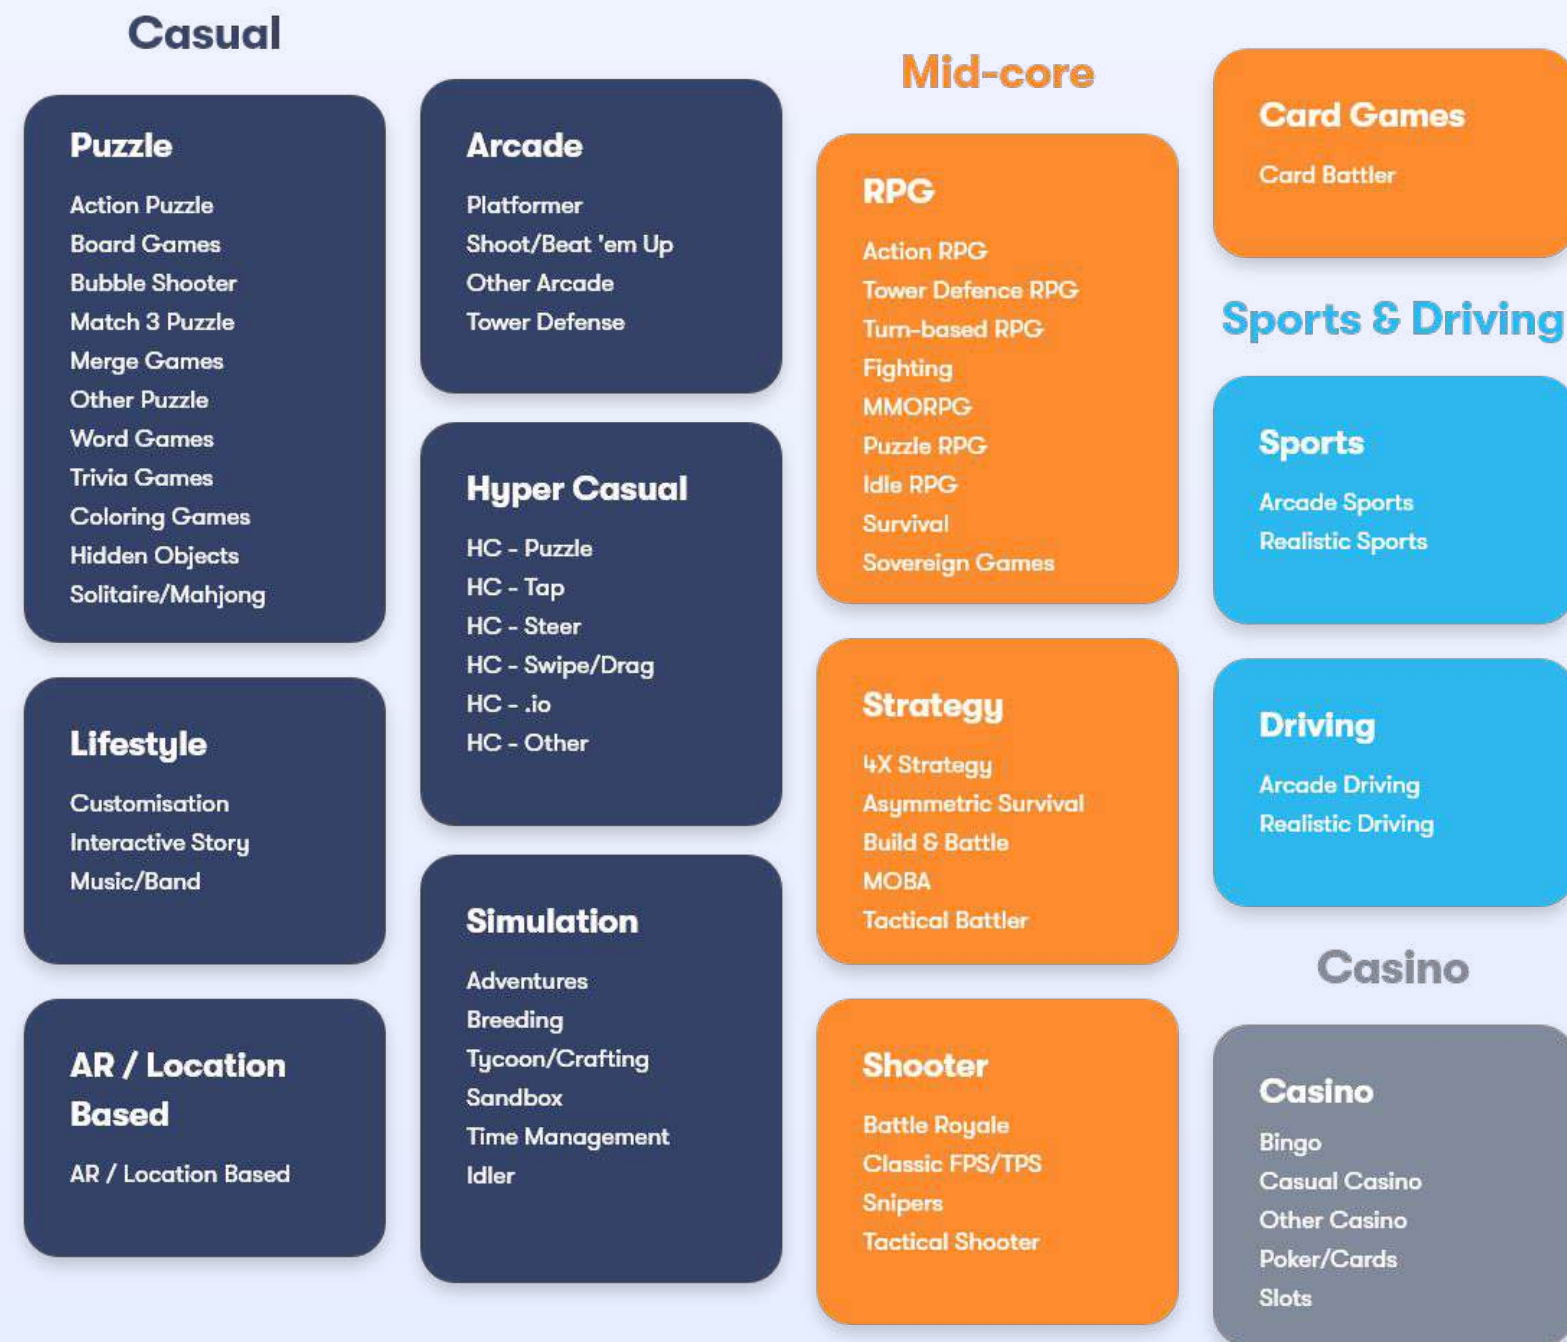 Casual
Puzzle
Action Puzzle
Board Games
Bubble Shooter
Match 3 Puzzle
Merge Games
Other Puzzle
Word Games
Trivia Games
Coloring Games
Hidden Objects
Solitaire/Mahjong
Lifestyle
Customisation
Interactive Story
Music/Band
AR / Location
Based
AR / Location Based
Arcade
Platformer
Shoot/Beat 'em Up
Other Arcade
Tower Defense
Hyper Casual
HC - Puzzle
HC - Tap
HC - Steer
HC - Swipe/Drag
HC - .io
HC - Other
Simulation
Adventures
Breeding
Tycoon/Crafting
Sandbox
Time Management
Idler
Mid-core
RPG
Action RPG
Tower Defence RPG
Turn-based RPG
Fighting
MMORPG
Puzzle RPG
Idle RPG
Survival
Sovereign Games
Strategy
4X Strategy
Asymmetric Survival
Build & Battle
MOBA
Tactical Battler
Shooter
Battle Royale
Classic FPS/TPS
Snipers
Tactical Shooter
Card Games
Card Battler
Sports & Driving
Sports
Arcade Sports
Realistic Sports
Driving
Arcade Driving
Realistic Driving
Casino
Casino
Bingo
Casual Casino
Other Casino
Poker/Cards
Slots